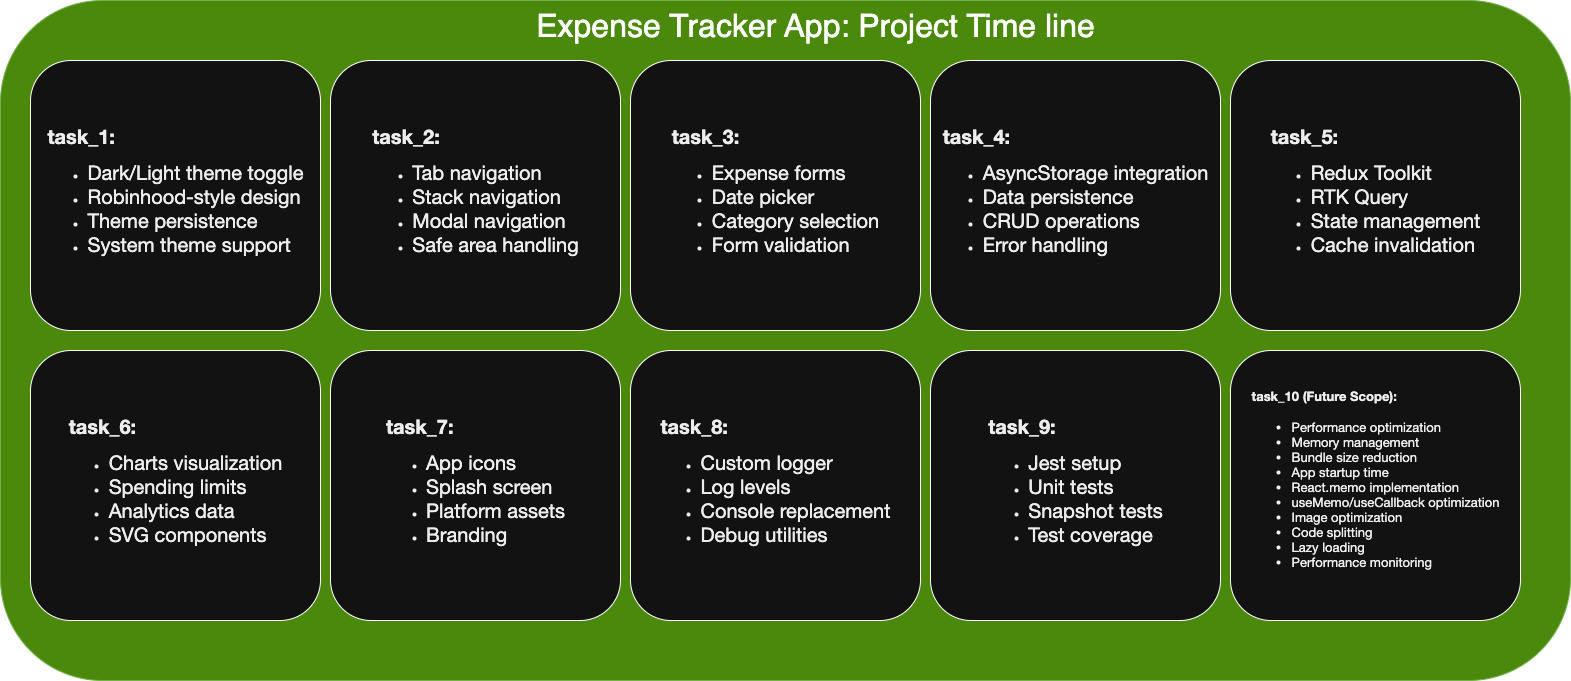 Expense Tracker App: Project Time line
task_1:
• Dark/Light theme toggle
• Robinhood-style design
• Theme persistence
• System theme support
task_2:
• Tab navigation
• Stack navigation
• Modal navigation
• Safe area handling
task_3:
• Expense forms
• Date picker
• Category selection
• Form validation
task_4:
• AsyncStorage integration
• Data persistence
• CRUD operations
• Error handling
task_5:
• Redux Toolkit
• RTK Query
• State management
• Cache invalidation
task_6:
• Charts visualization
• Spending limits
• Analytics data
• SVG components
task_7:
• App icons
• Splash screen
• Platform assets
• Branding
task_8:
• Custom logger
• Log levels
• Console replacement
• Debug utilities
task_9:
• Jest setup
• Unit tests
• Snapshot tests
• Test coverage
task_10 (Future Scope):
• Performance optimization
• Memory management
• Bundle size reduction
• App startup time
• React.memo implementation
• useMemo/useCallback optimization
• Image optimization
• Code splitting
• Lazy loading
• Performance monitoring